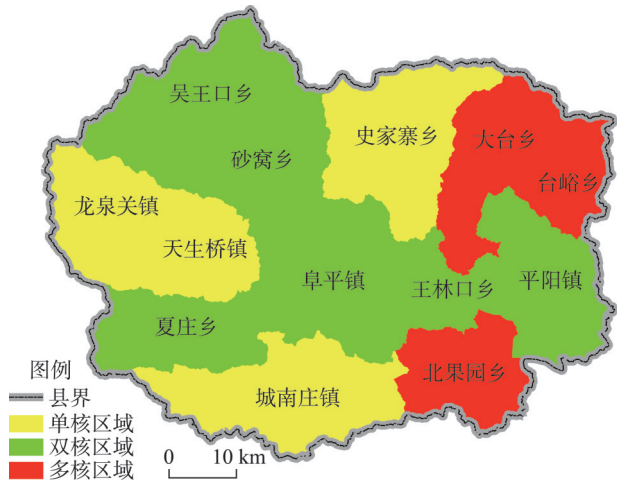 吴王口乡
史家寨乡
大台乡
砂窝乡
台峪乡
龙泉关镇
天生桥镇
阜平镇
王林口乡
平阳镇
夏庄乡
北果园乡
城南庄镇
图例
县界
单核区域
双核区域
多核区域
0 10 km